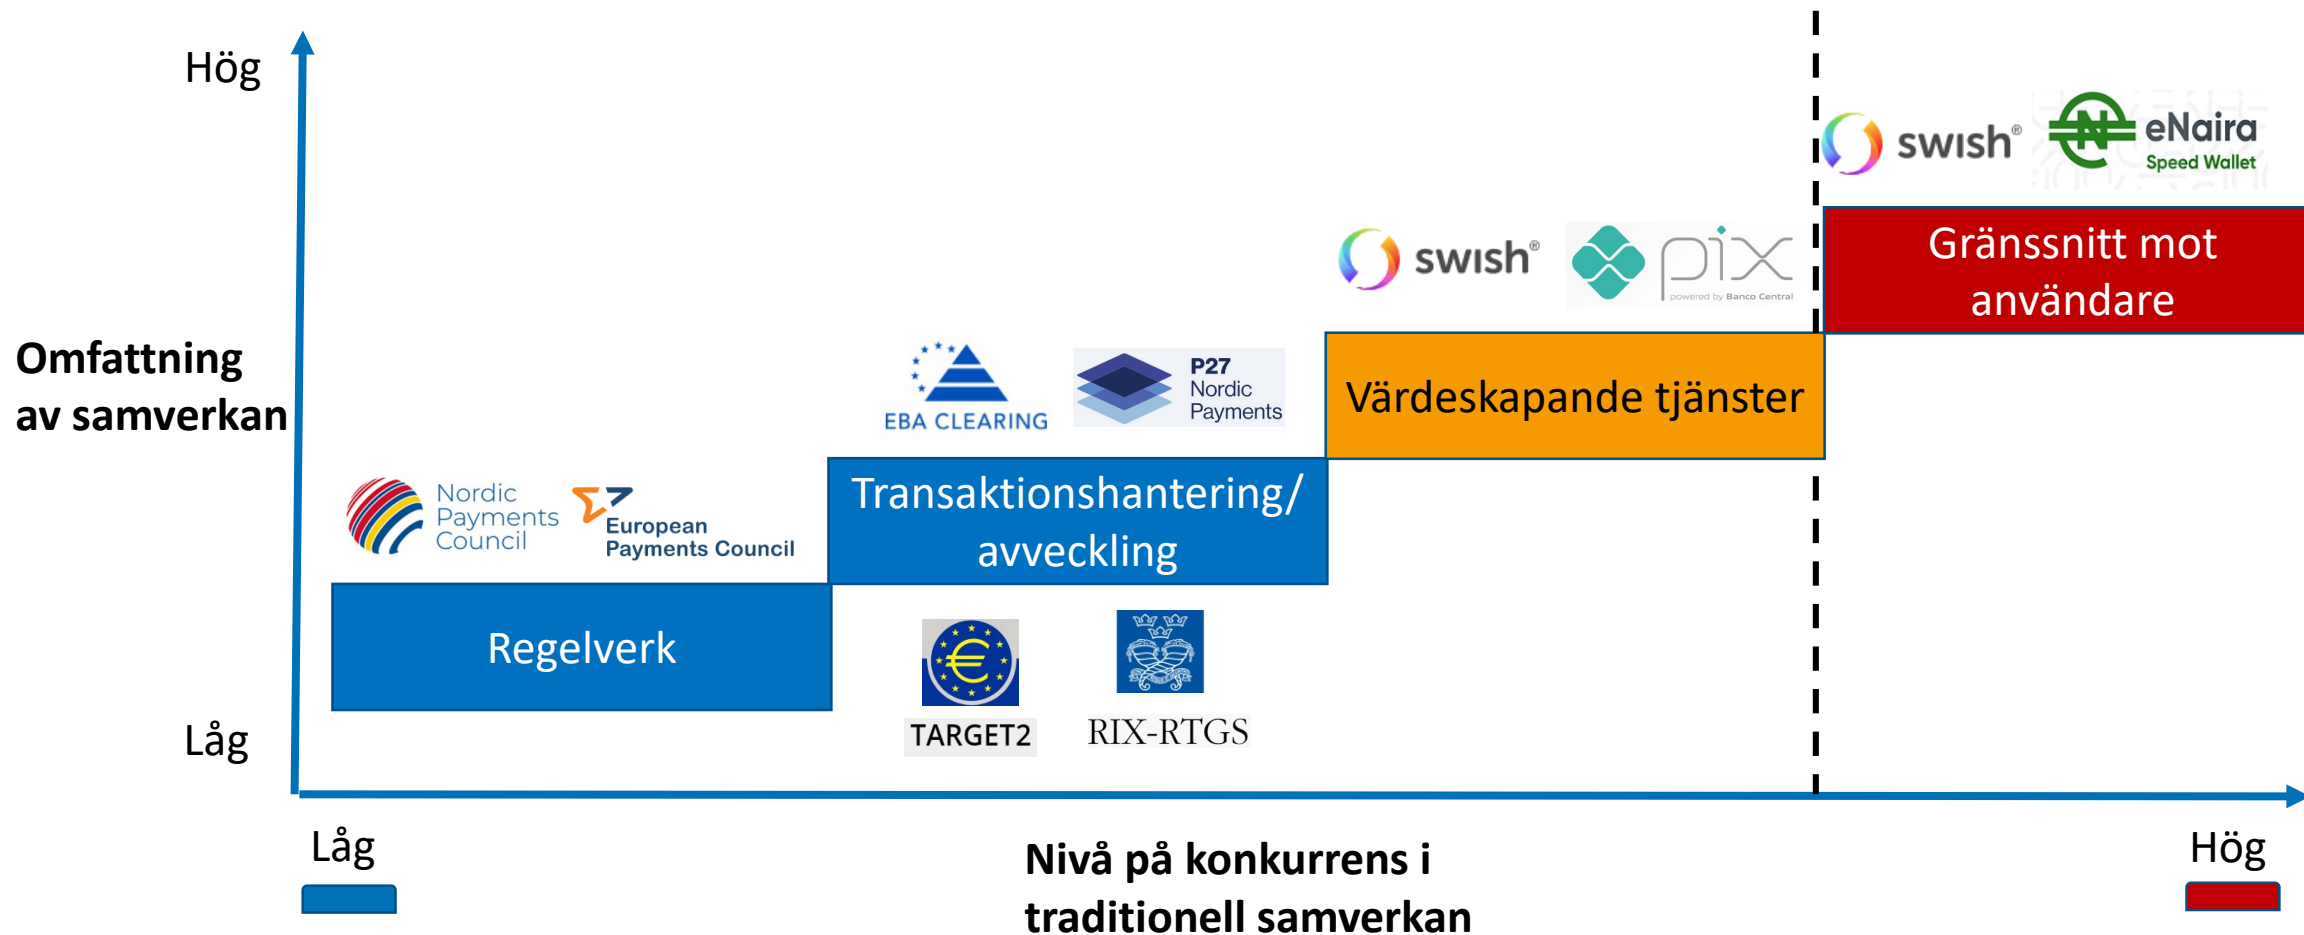 Hög
swish®
eNaira
Speed Wallet
Gränssnitt mot
användare
swish®
pix
powered by Banco Central
Omfattning
av samverkan
EBA CLEARING
P27
Nordic
Payments
Värdeskapande tjänster
Nordic
Payments
Council
European
Payments Council
Transaktionshantering/
avveckling
Regelverk
€
TARGET2
RIX-RTGS
Låg
Låg
Nivå på konkurrens i
traditionell samverkan
Hög